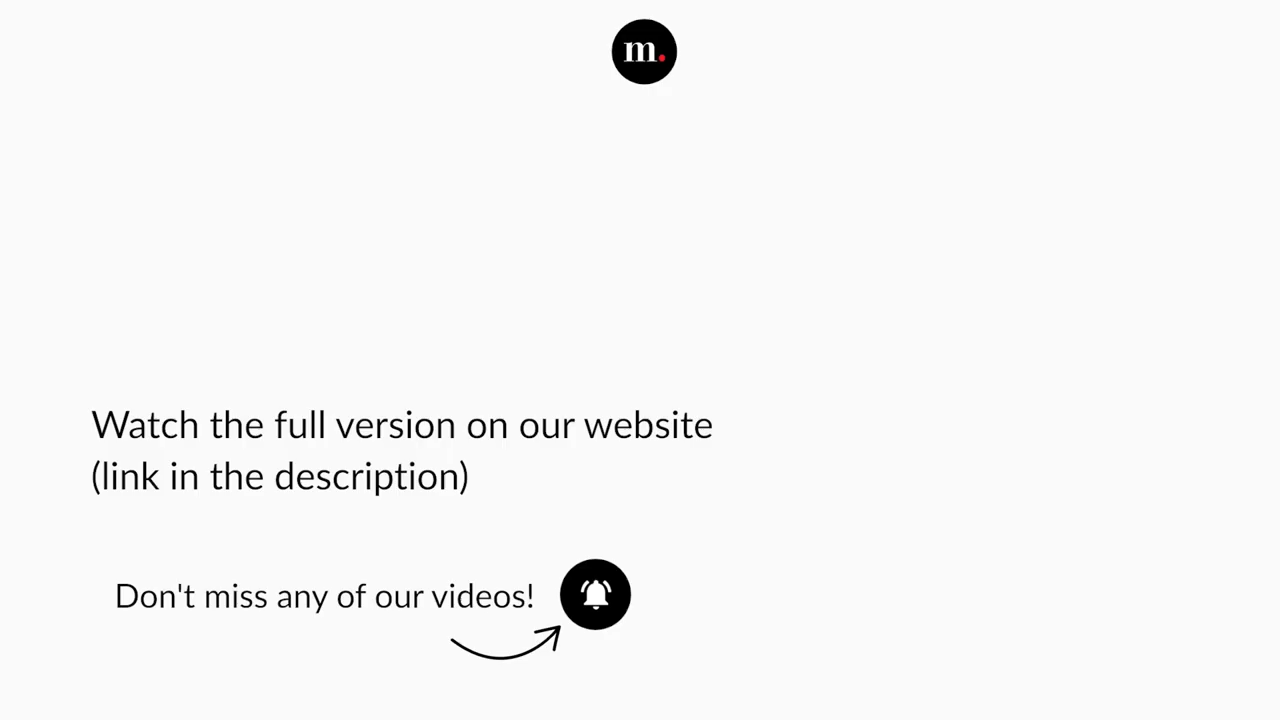 m.
Watch the full version on our website
(link in the description)
Don't miss any of our videos!